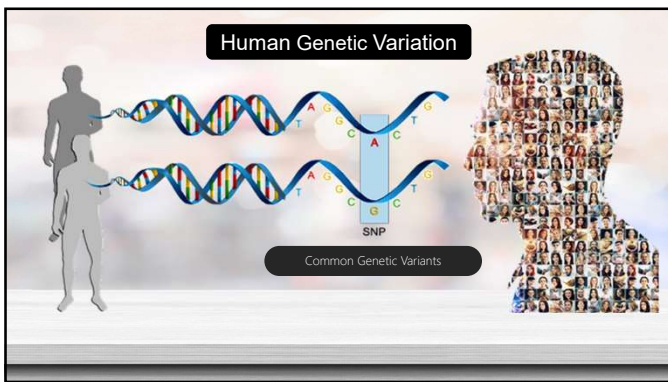 Human Genetic Variation
T A G G C A C T G
T A G G C G C T G
SNP
Common Genetic Variants